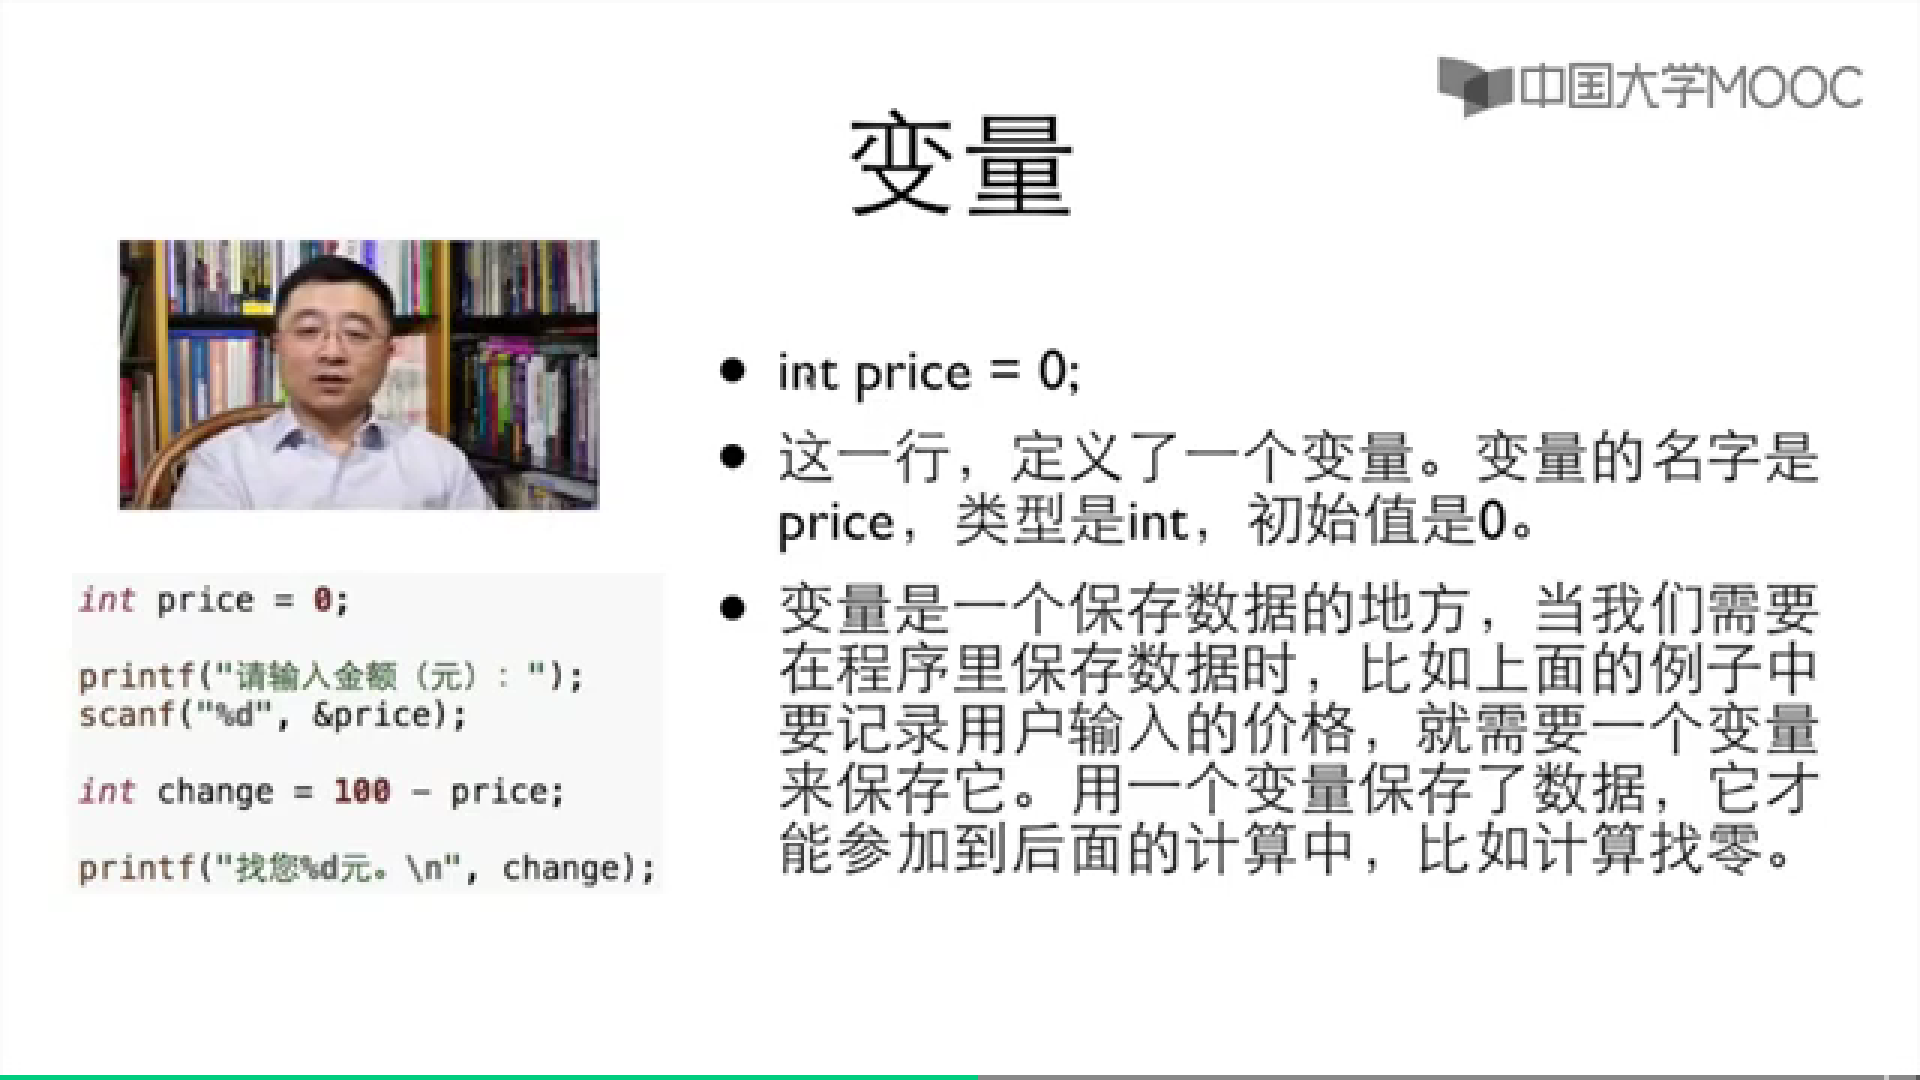 中国大学MOOC
变量
int price = 0;
printf("请输入金额（元）：");
scanf("%d", &price);
int change = 100 - price;
printf("找您%d元。\n", change);
int price = 0;
这一行，定义了一个变量。变量的名字是
price，类型是int，初始值是0。
变量是一个保存数据的地方，当我们需要
在程序里保存数据时，比如上面的例子中
要记录用户输入的价格，就需要一个变量
来保存它。用一个变量保存了数据，它才
能参加到后面的计算中，比如计算找零。